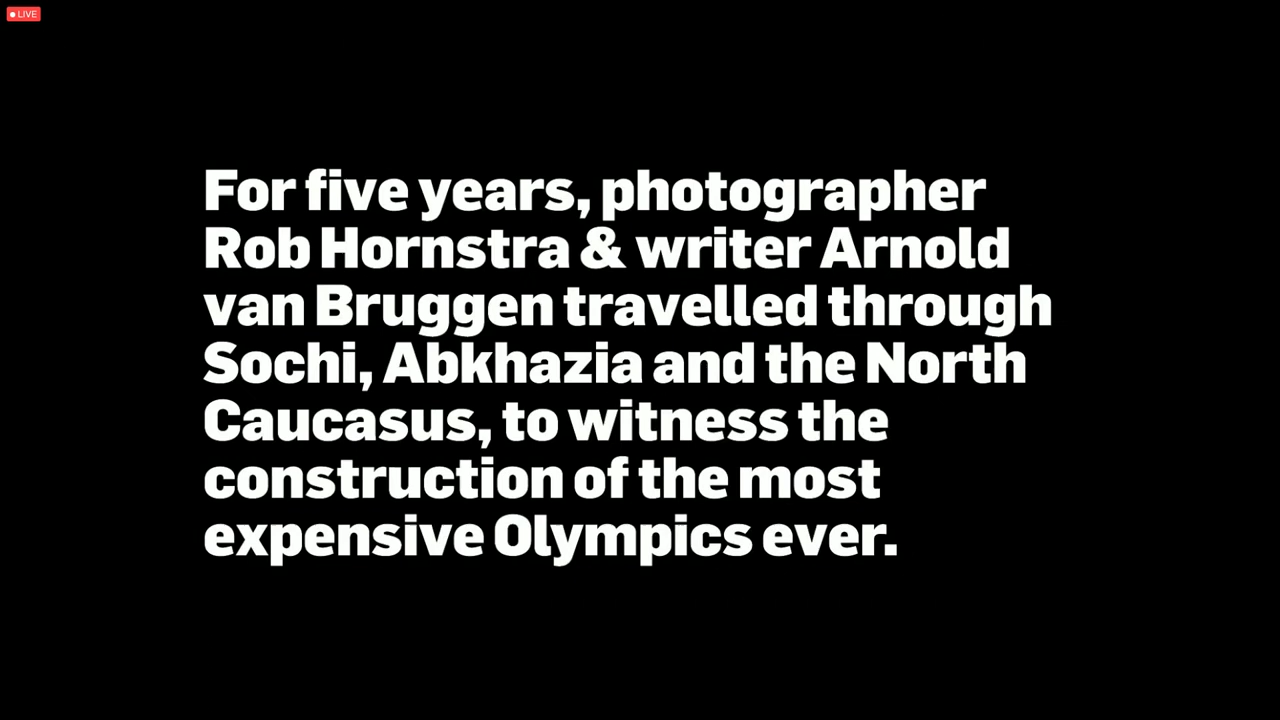 LIVE
For five years, photographer
Rob Hornstra & writer Arnold
van Bruggen travelled through
Sochi, Abkhazia and the North
Caucasus, to witness the
construction of the most
expensive Olympics ever.